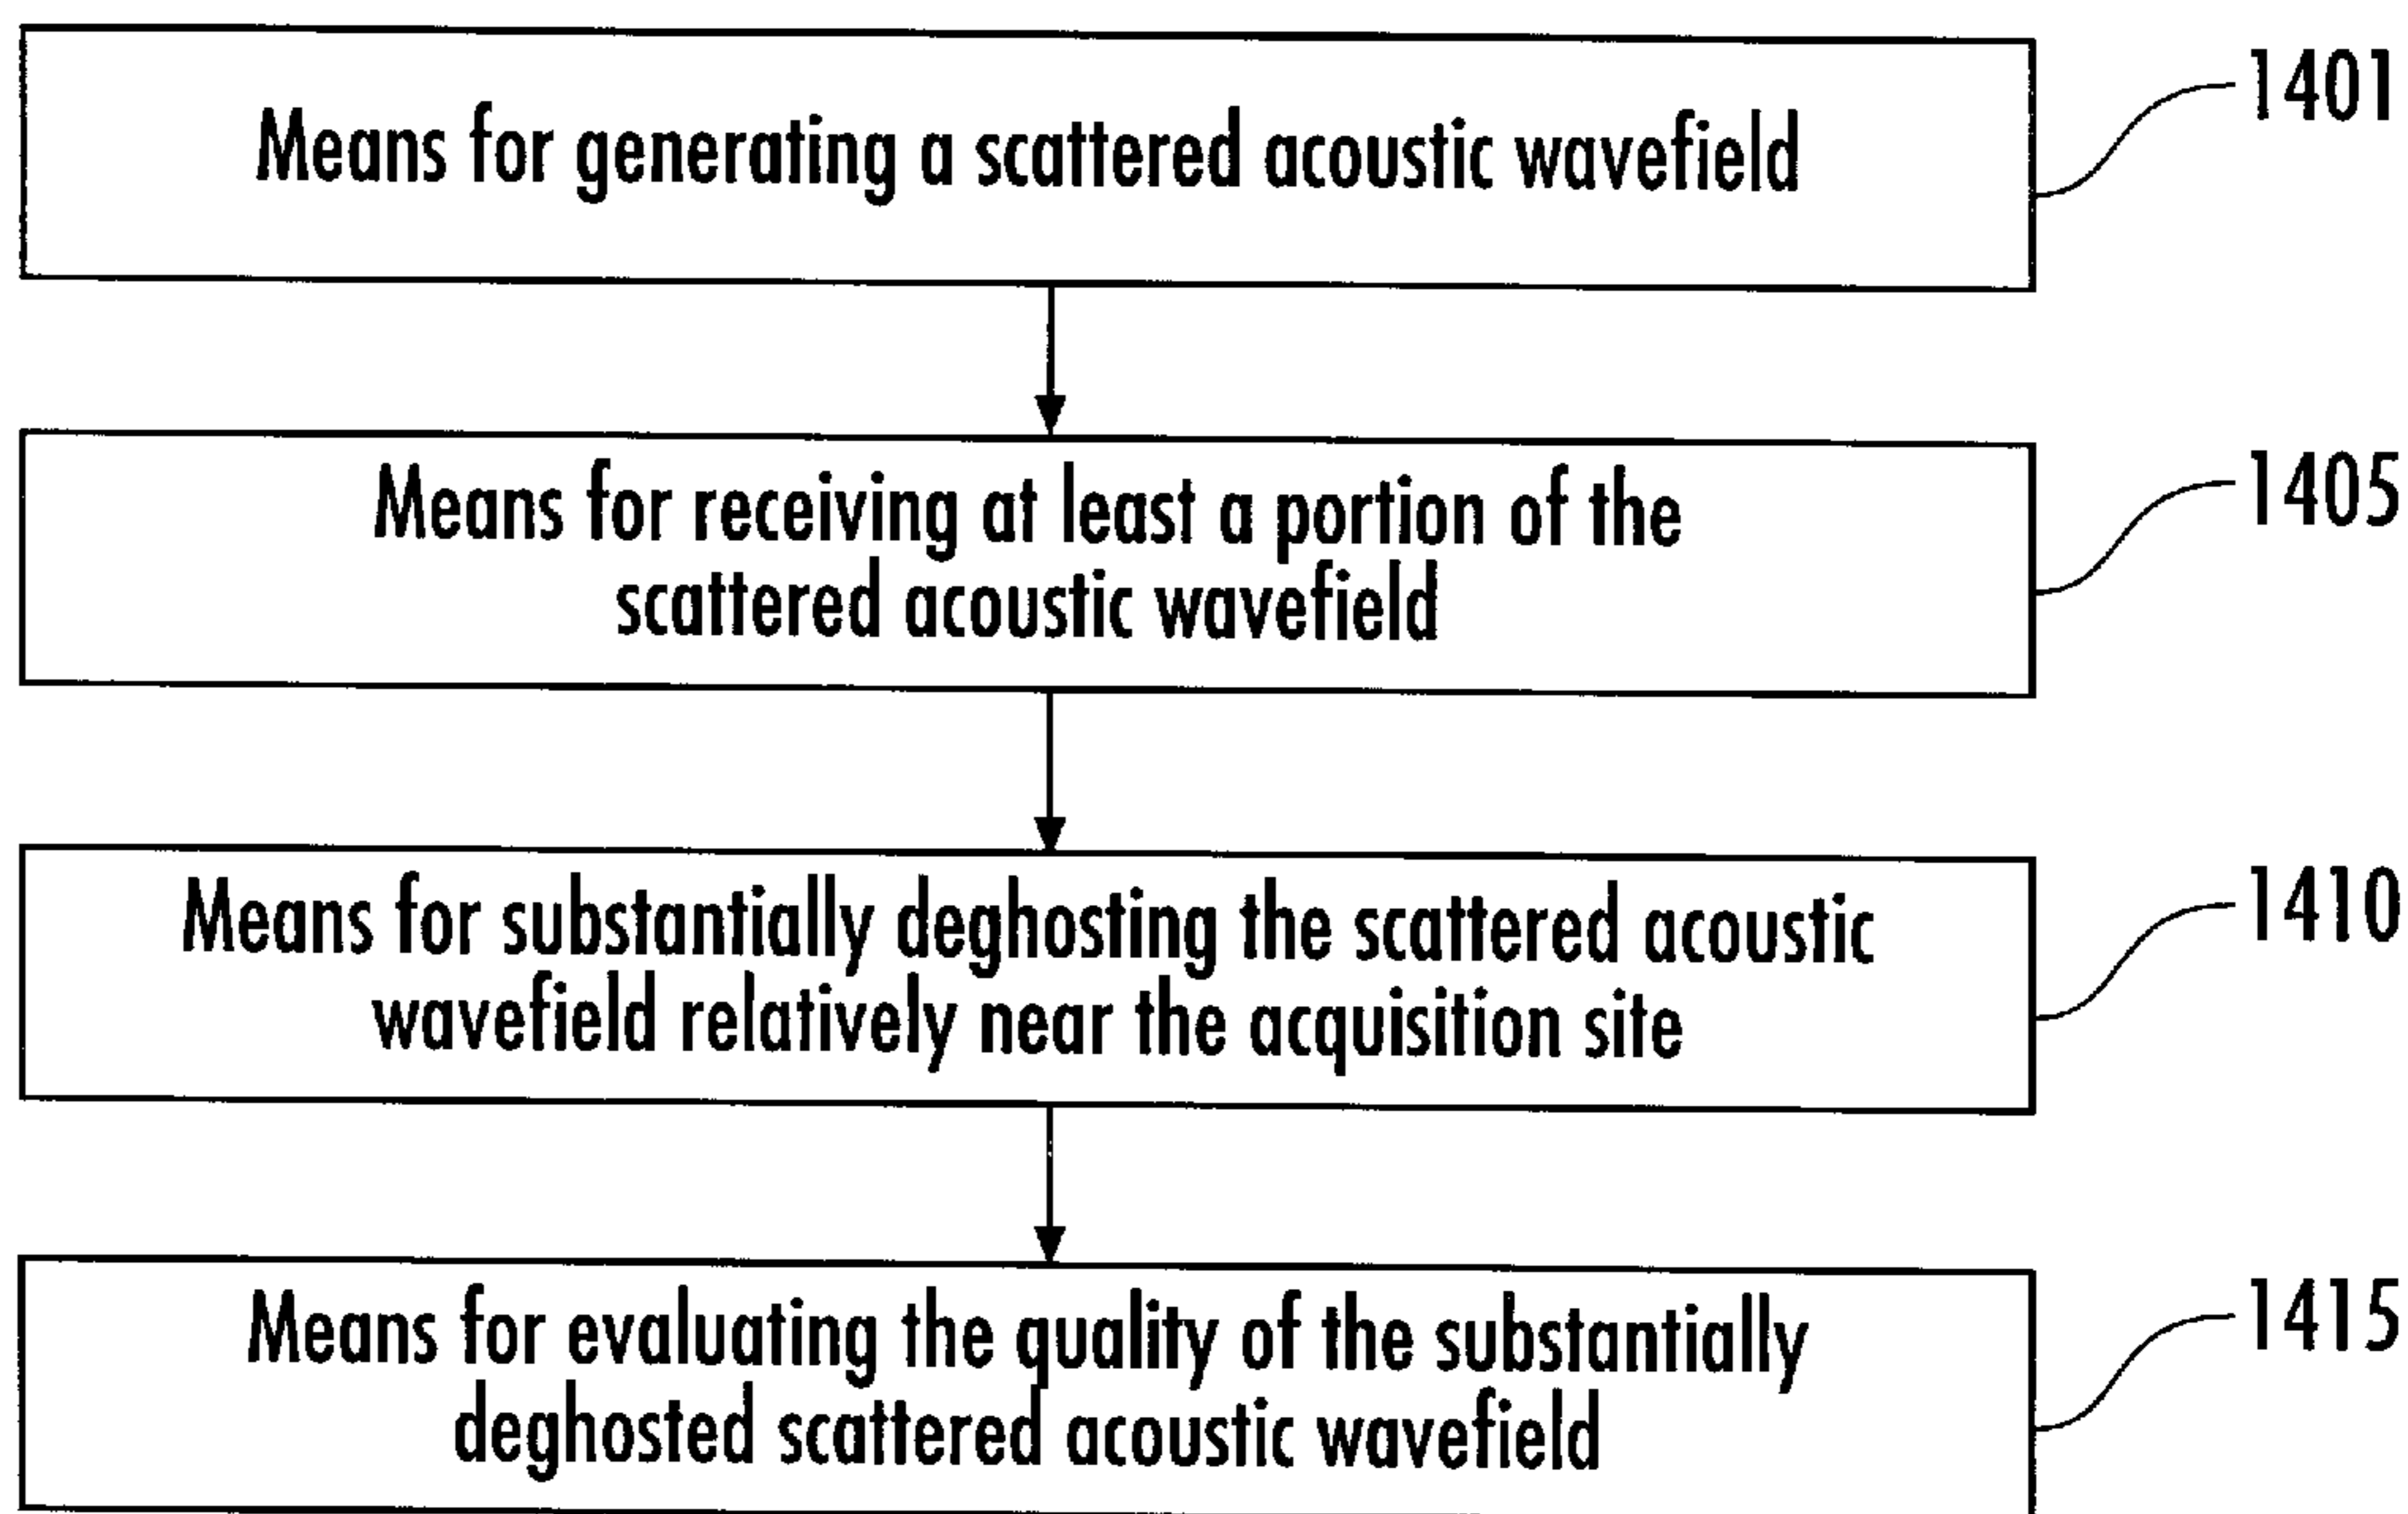 Means for generating a scattered acoustic wavefield
1401
Means for receiving at least a portion of the
scattered acoustic wavefield
1405
Means for substantially deghosting the scattered acoustic
wavefield relatively near the acquisition site
1410
Means for evaluating the quality of the substantially
deghosted scattered acoustic wavefield
1415